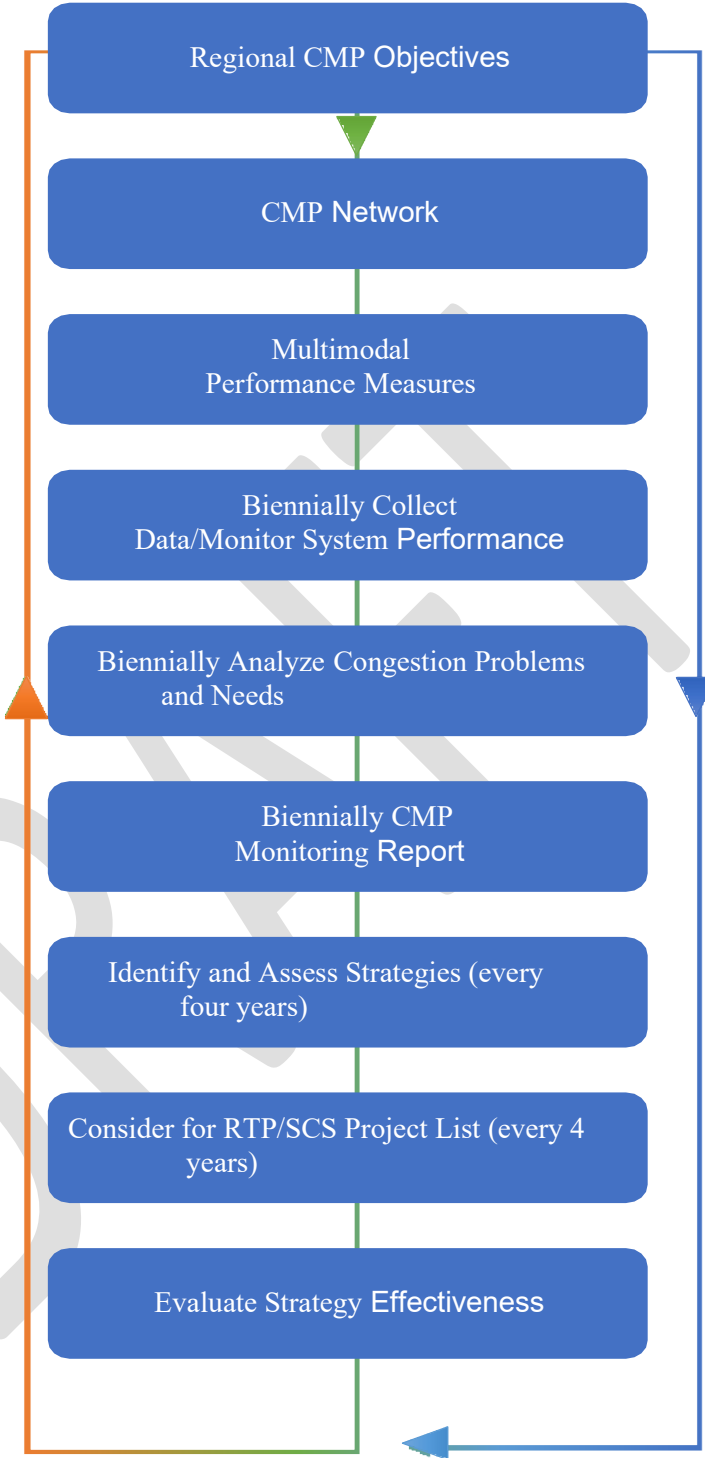 Regional CMP Objectives
CMP Network
Multimodal
Performance Measures
Biennially Collect
Data/Monitor System Performance
Biennially Analyze Congestion Problems
and Needs
Biennially CMP
Monitoring Report
Identify and Assess Strategies (every
four years)
Consider for RTP/SCS Project List (every 4
years)
Evaluate Strategy Effectiveness
DRAFT